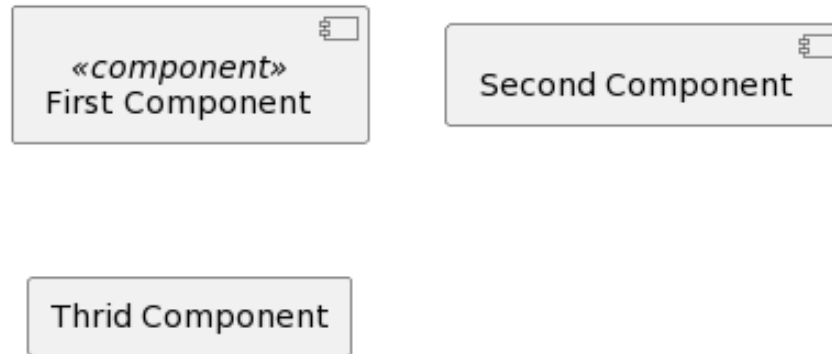 «component»
First Component
Second Component
Thrid Component